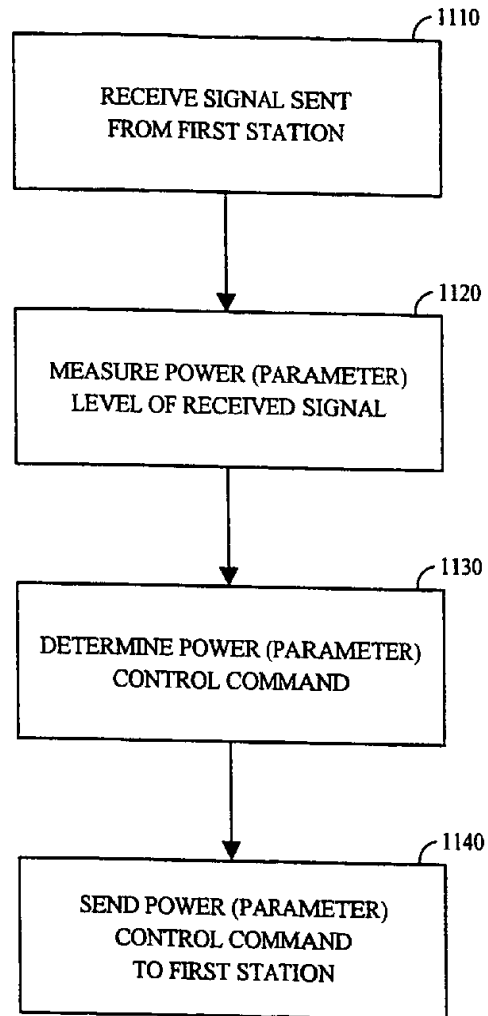 1110
RECEIVE SIGNAL SENT
FROM FIRST STATION
1120
MEASURE POWER (PARAMETER)
LEVEL OF RECEIVED SIGNAL
1130
DETERMINE POWER (PARAMETER)
CONTROL COMMAND
1140
SEND POWER (PARAMETER)
CONTROL COMMAND
TO FIRST STATION